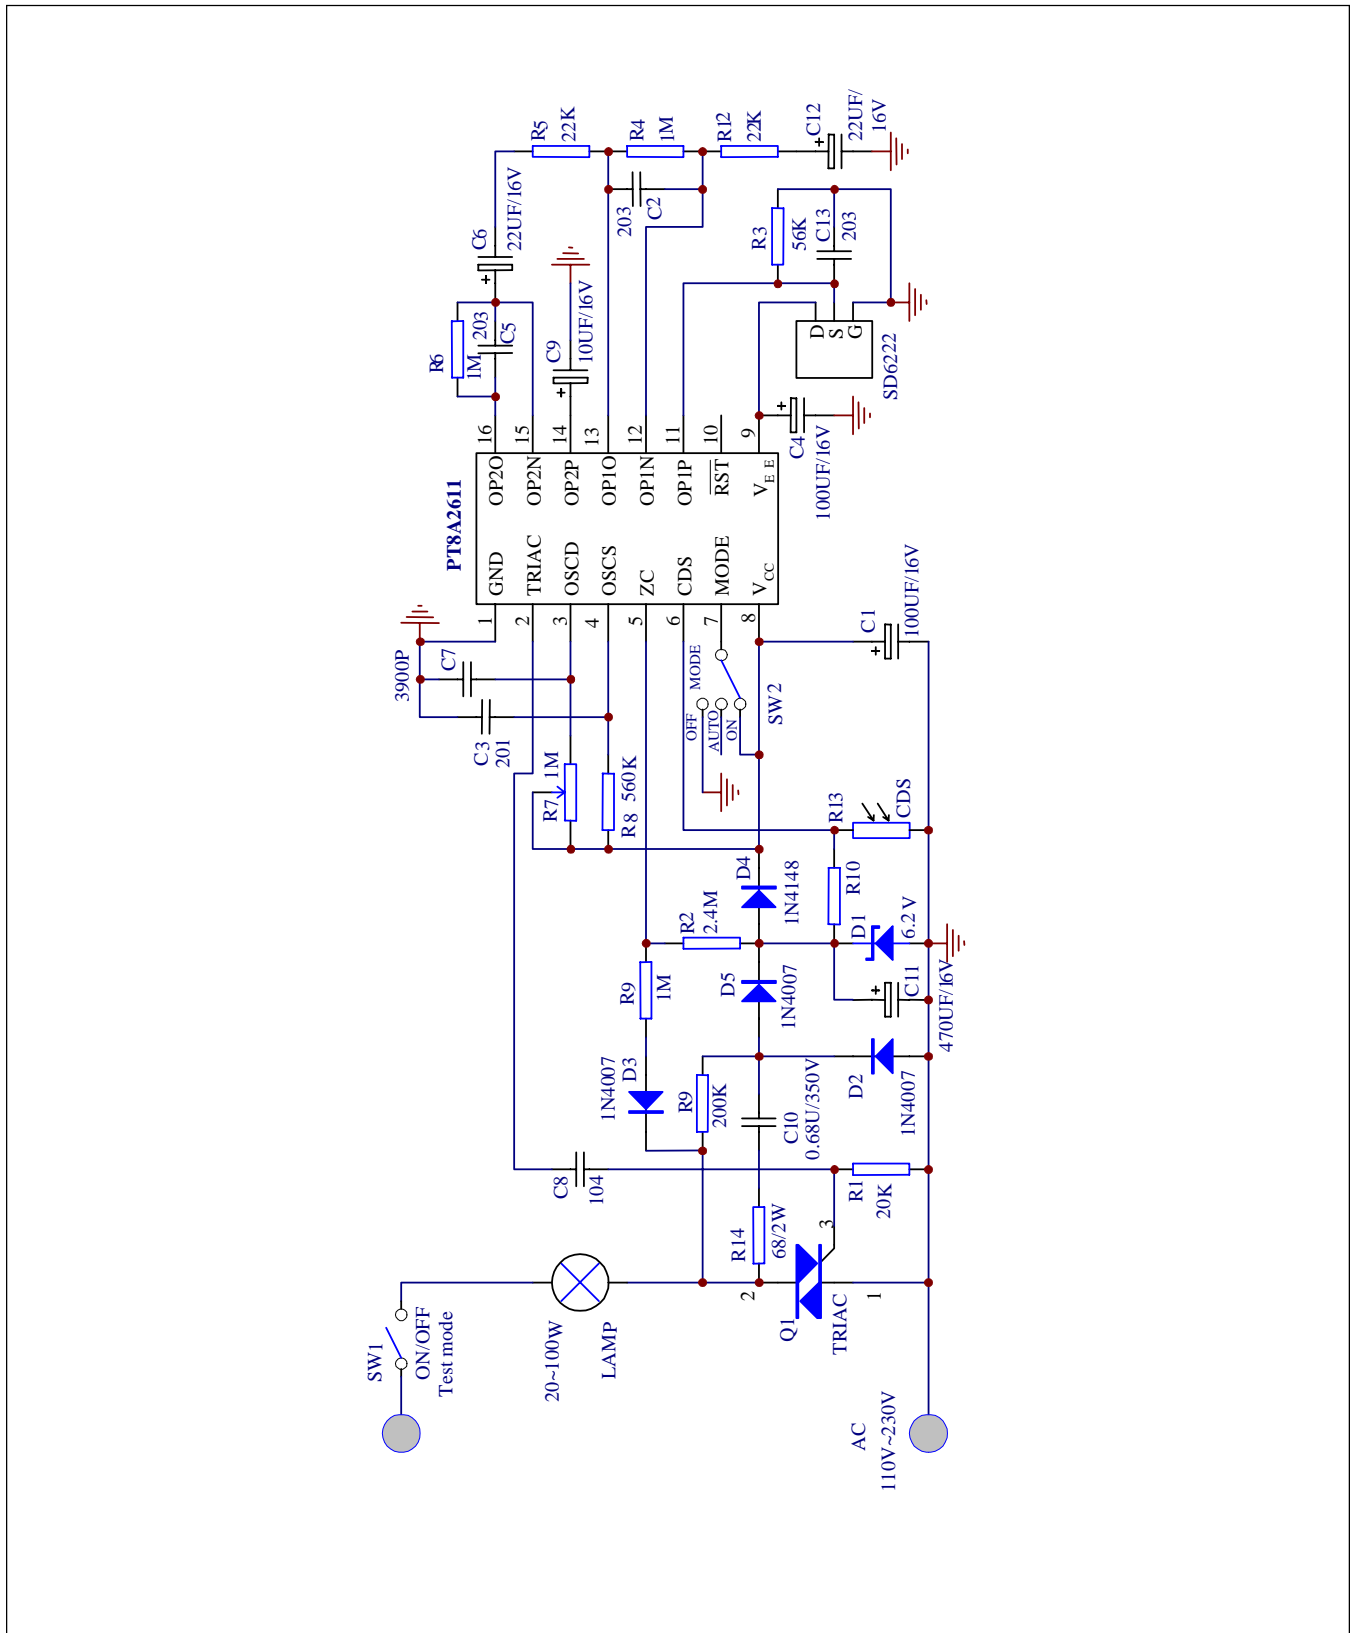 SW1
ON/OFF
Test mode
20~100W
LAMP
AC
110V~230V
Q1
TRIAC
2
1
3
R14
68/2W
R1
20K
C8
104
1N4007
D3
R9
200K
C10
0.68U/350V
D2
1N4007
R9
1M
D5
1N4007
C11
470UF/16V
R2
2.4M
D4
1N4148
D1
6.2V
R10
R13
CDS
R7
1M
R8 560K
C3
201
C7
3900P
OFF
AUTO
ON
MODE
SW2
C1
100UF/16V
PT8A2611
1
2
3
4
5
6
7
8
GND
TRIAC
OSCD
OSCS
ZC
CDS
MODE
VCC
OP2O
OP2N
OP2P
OP1O
OP1N
OP1P
RST
VEE
16
15
14
13
12
11
10
9
R6
1M
203
C5
C6
22UF/16V
C9
10UF/16V
C4
100UF/16V
SD6222
D
S
G
R5
22K
R4
1M
203
C2
R12
22K
C12
22UF/
16V
R3
56K
C13
203
+
+
+
+
+
+